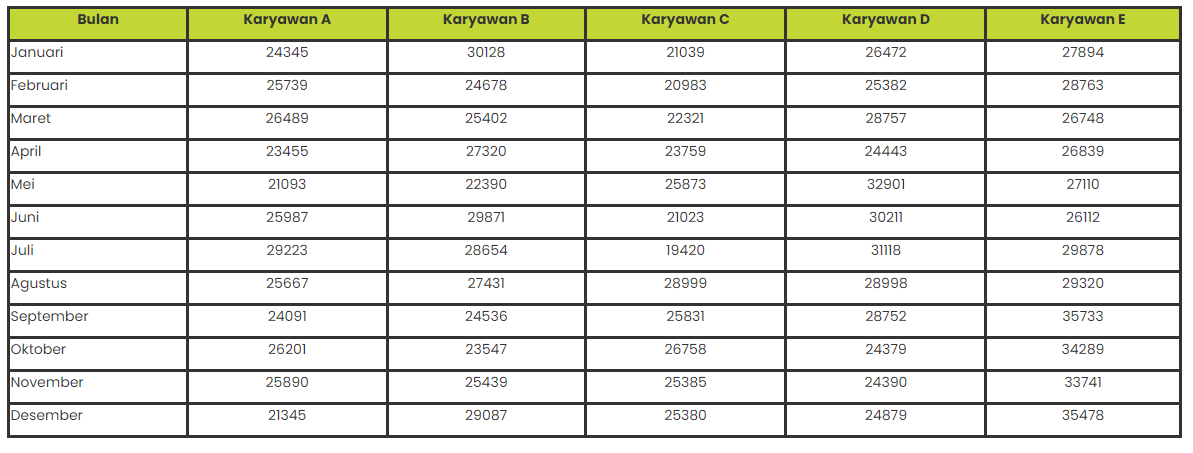 Bulan Karyawan A Karyawan B Karyawan C Karyawan D Karyawan E
Januari 24345 30128 21039 26472 27894
Februari 25739 24678 20983 25382 28763
Maret 26489 25402 22321 28757 26748
April 23455 27320 23759 24443 26839
Mei 21093 22390 25873 32901 27110
Juni 25987 29871 21023 30211 26112
Juli 29223 28654 19420 31118 29878
Agustus 25667 27431 28999 28998 29320
September 24091 24536 25831 28752 35733
Oktober 26201 23547 26758 24379 34289
November 25890 25439 25385 24390 33741
Desember 21345 29087 25380 24879 35478